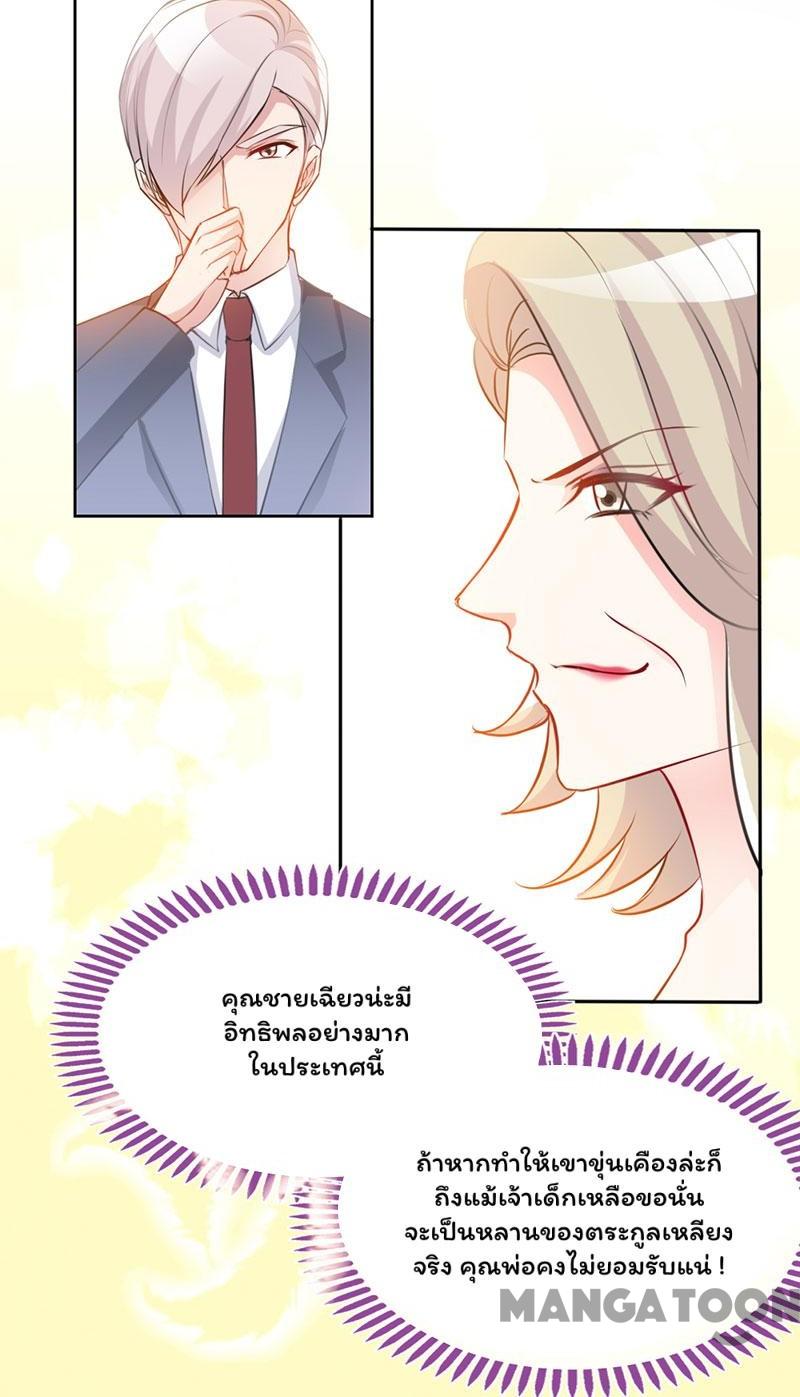 คุณชายเฉียวน่ะมี
อิทธิพลอย่างมาก
ในประเทศนี้
ถ้าหากทำให้เขาขุ่นเคืองล่ะก็
ถึงแม้เจ้าเด็กเหลือขอนั่น
จะเป็นหลานของตระกูลเหลียง
จริง คุณพ่อคงไม่ยอมรับแน่ !
MANGATOON